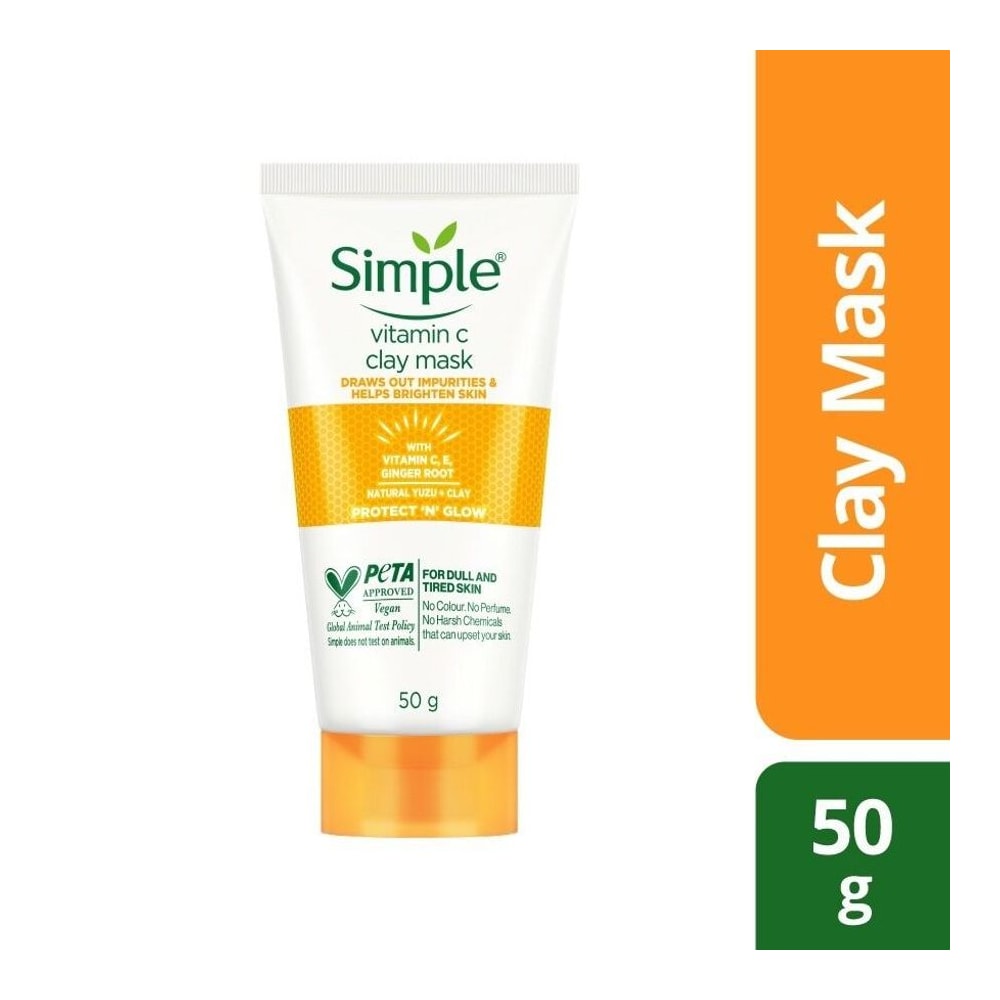 Simple®
vitamin c
clay mask
DRAWS OUT IMPURITIES &
HELPS BRIGHTEN SKIN
WITH
VITAMIN C, E,
GINGER ROOT
NATURAL YUZU + CLAY
PROTECT 'N' GLOW
PeTA
APPROVED
Vegan
Global Animal Test Policy
Simple does not test on animals.
FOR DULL AND
TIRED SKIN
No Colour. No Perfume.
No Harsh Chemicals
that can upset your skin.
50 g
Clay Mask
50
g